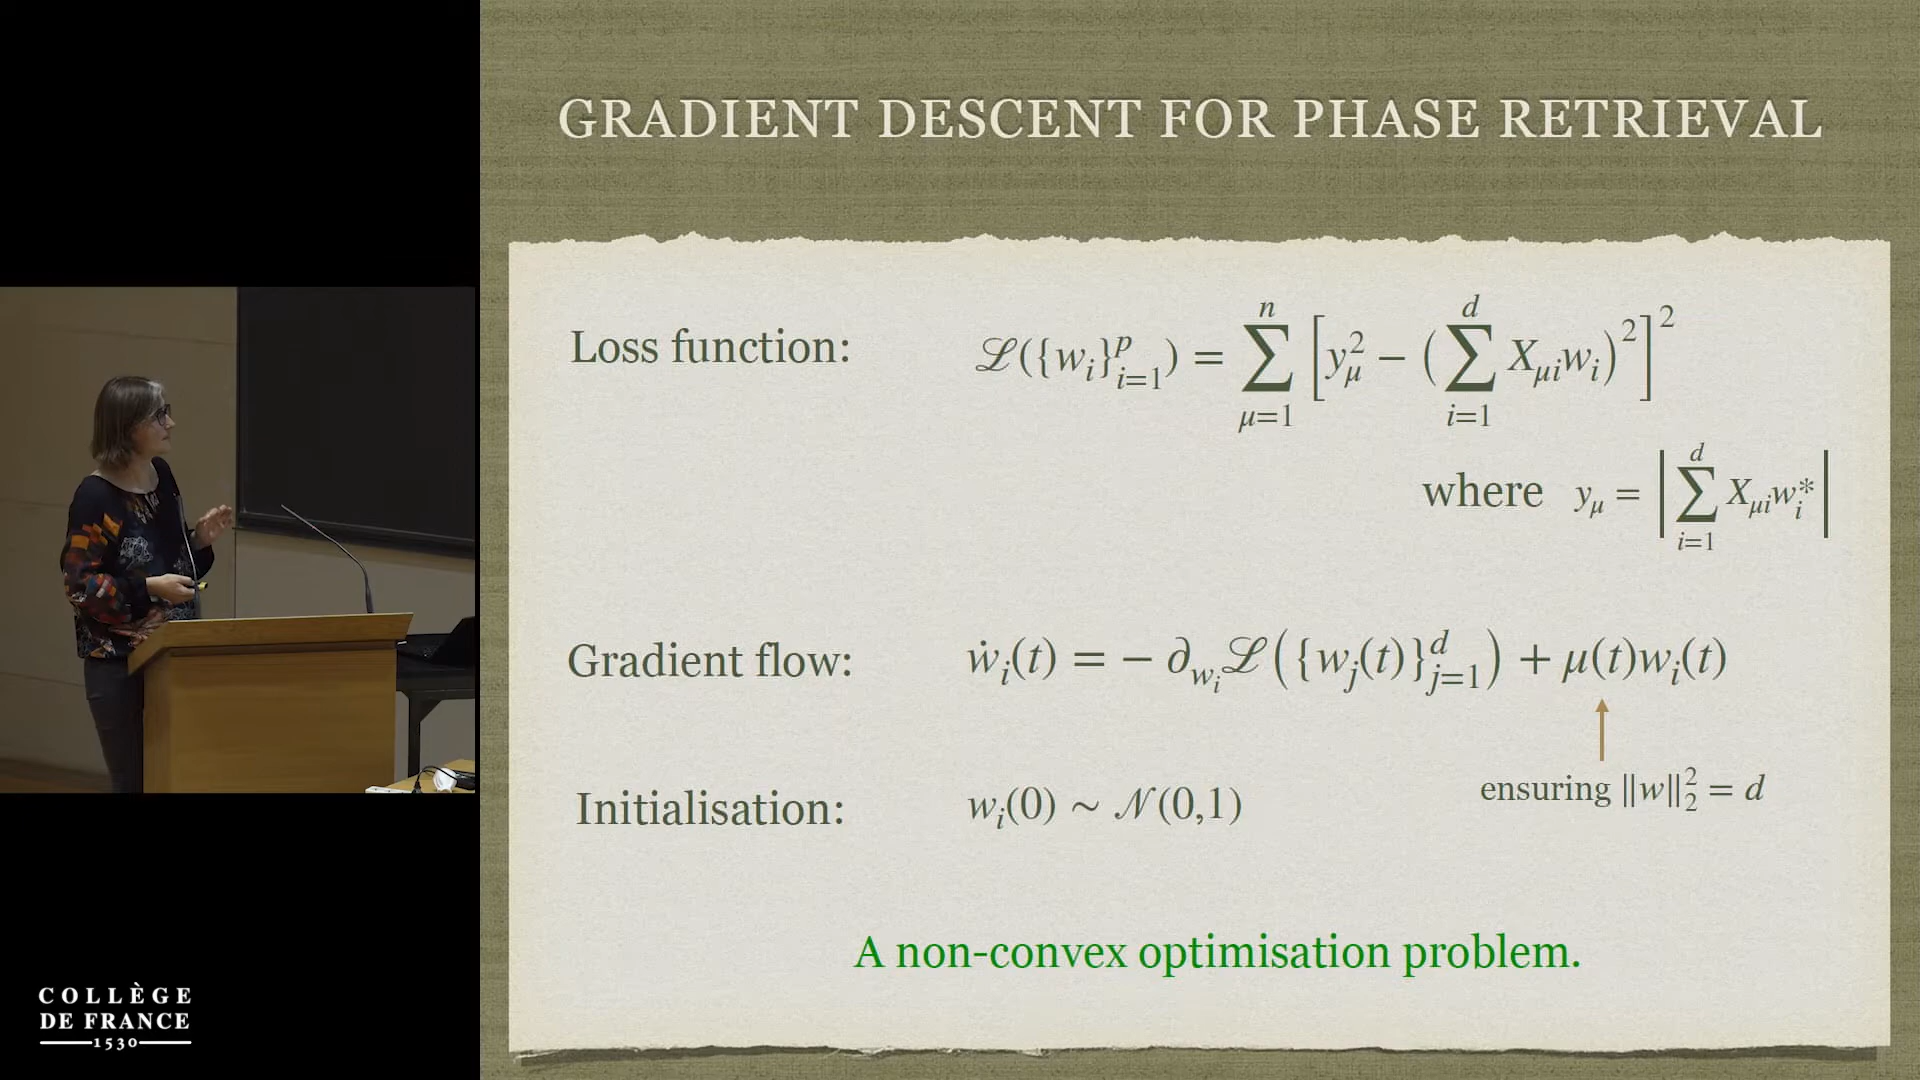 GRADIENT DESCENT FOR PHASE RETRIEVAL
Loss function: ℒ({w_i}_{i=1}^p) = ∑_{μ=1}^n [y_μ^2 − (∑_{i=1}^d X_{μi}w_i)^2]^2
where y_μ = |∑_{i=1}^d X_{μi}w_i^*|
Gradient flow: ẇ_i(t) = − ∂_{w_i}ℒ({w_j(t)}_{j=1}^d) + μ(t)w_i(t)
ensuring ||w||_2^2 = d
Initialisation: w_i(0) ∼ 𝒩(0,1)
A non-convex optimisation problem.
COLLÈGE
DE FRANCE
1530